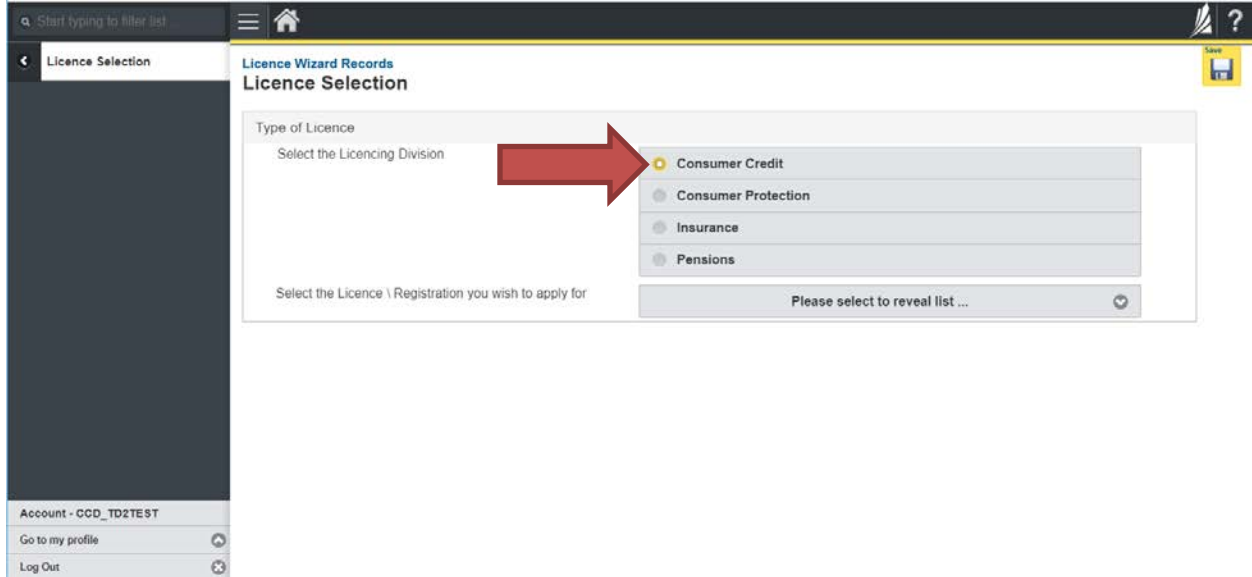 Start typing to filter list ...
?
Licence Selection
Save
Licence Wizard Records
Licence Selection
Type of Licence
Select the Licencing Division
Consumer Credit
Consumer Protection
Insurance
Pensions
Select the Licence \ Registration you wish to apply for
Please select to reveal list ...
Account - CCD_TD2TEST
Go to my profile
Log Out